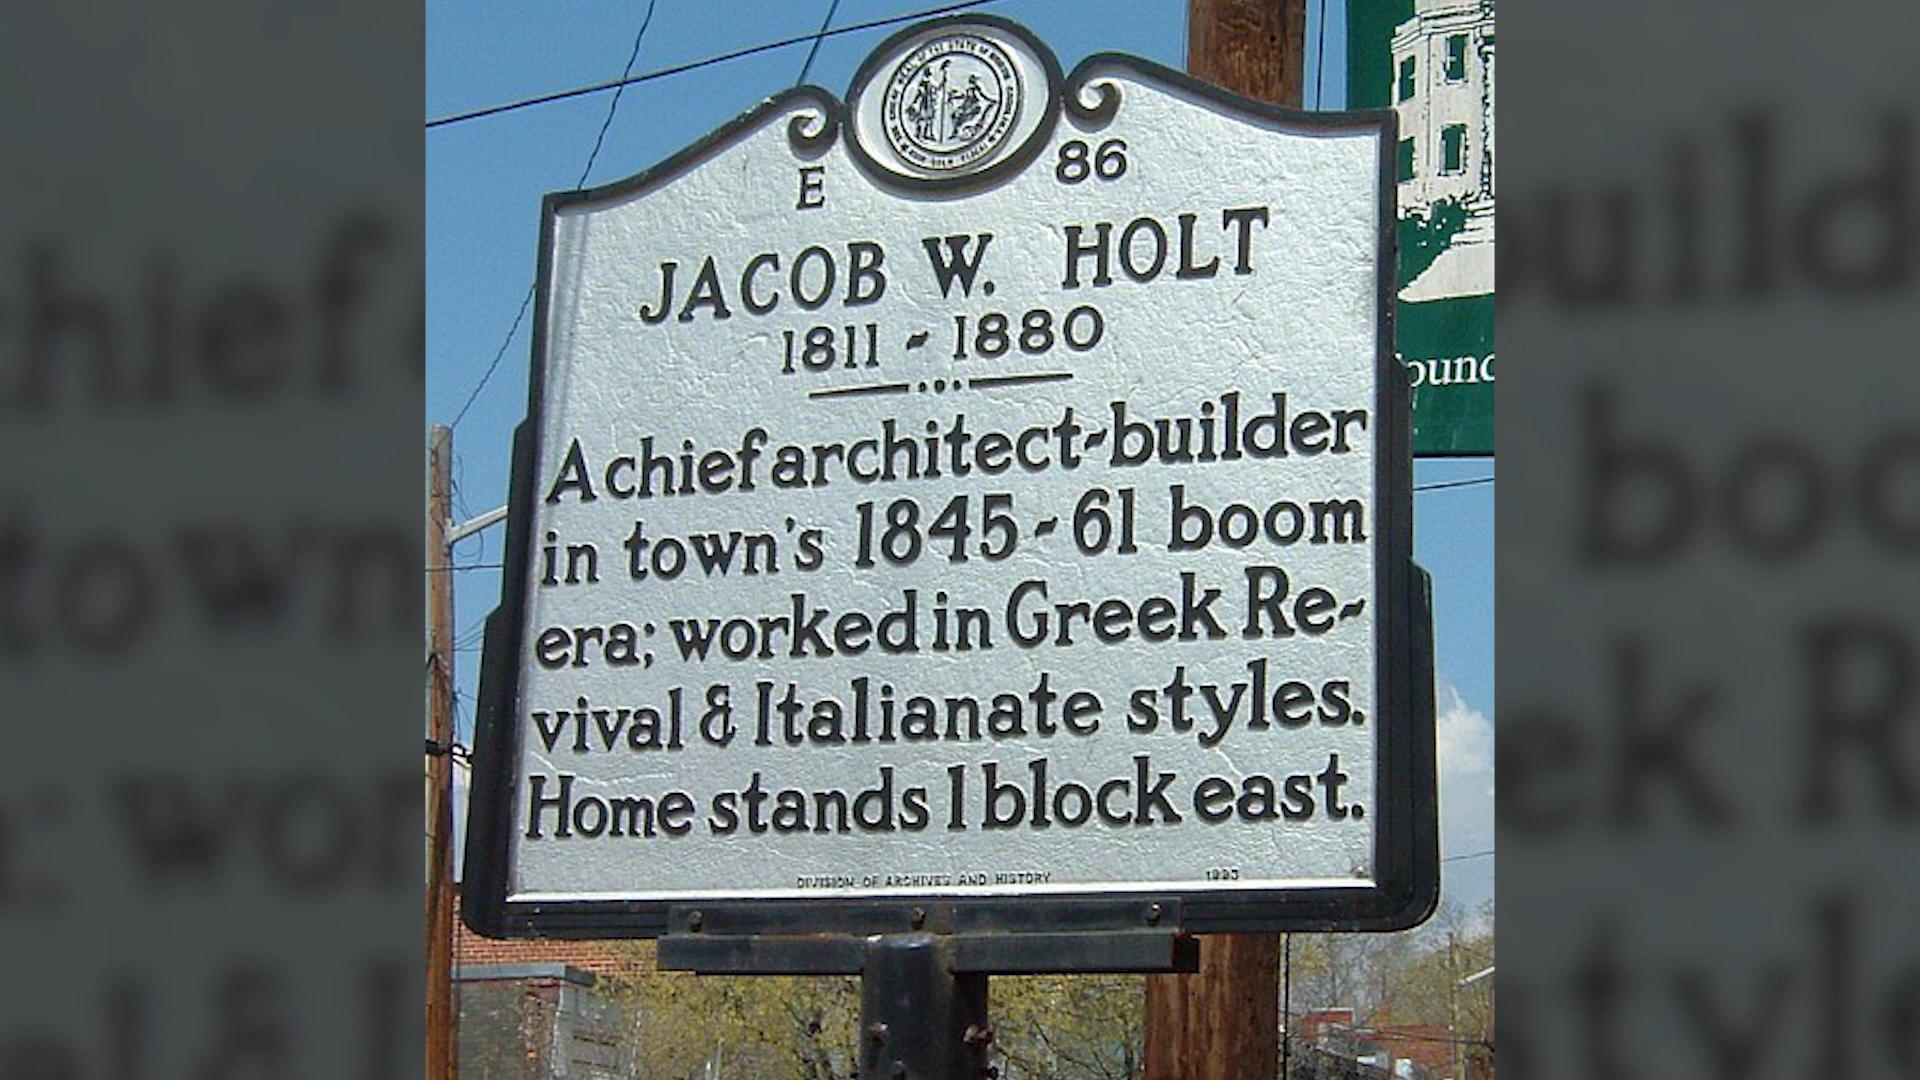 E 86
JACOB W. HOLT
1811 - 1880
A chief architect-builder
in town's 1845-61 boom
era; worked in Greek Re-
vival & Italianate styles.
Home stands 1 block east.
DIVISION OF ARCHIVES AND HISTORY